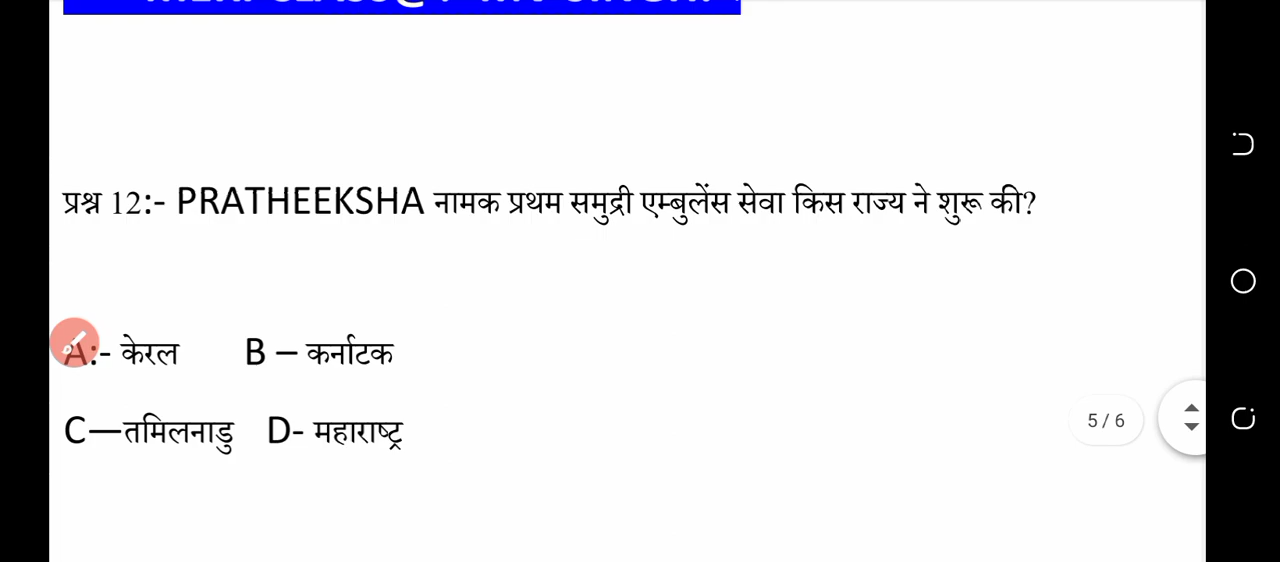 प्रश्न 12:- PRATHEEKSHA नामक प्रथम समुद्री एम्बुलेंस सेवा किस राज्य ने शुरू की?
A:- केरल B – कर्नाटक
C—तमिलनाडु D- महाराष्ट्र
5 / 6